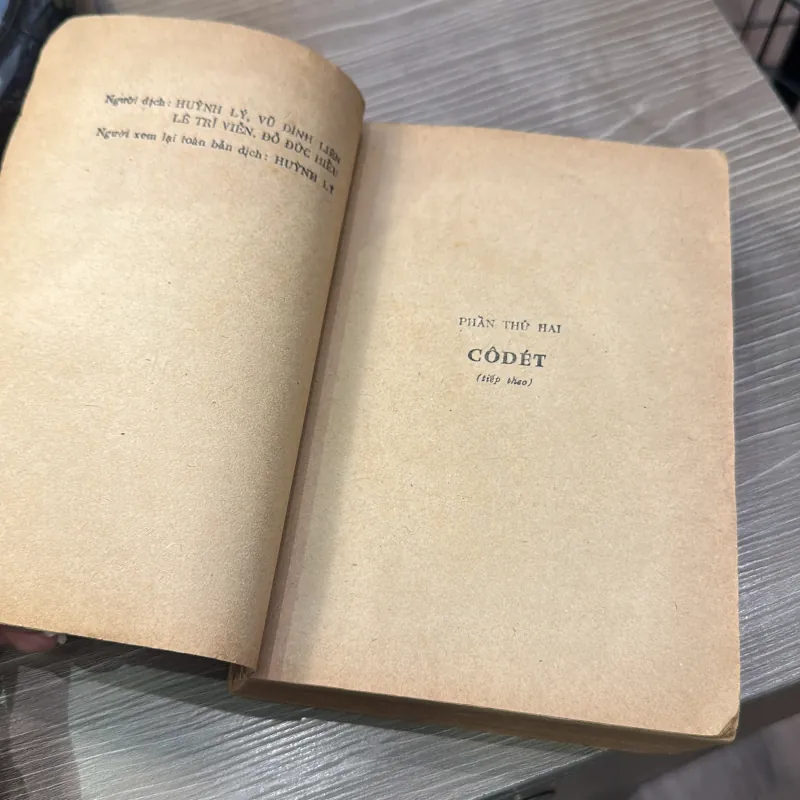 Người dịch: HUỲNH LÝ, VŨ ĐÌNH LIÊN
LÊ TRÍ VIỄN, ĐỖ ĐỨC HIỂU
Người xem lại toàn bản dịch: HUỲNH LÝ
PHẦN THỨ HAI
CÔDÉT
(tiếp theo)